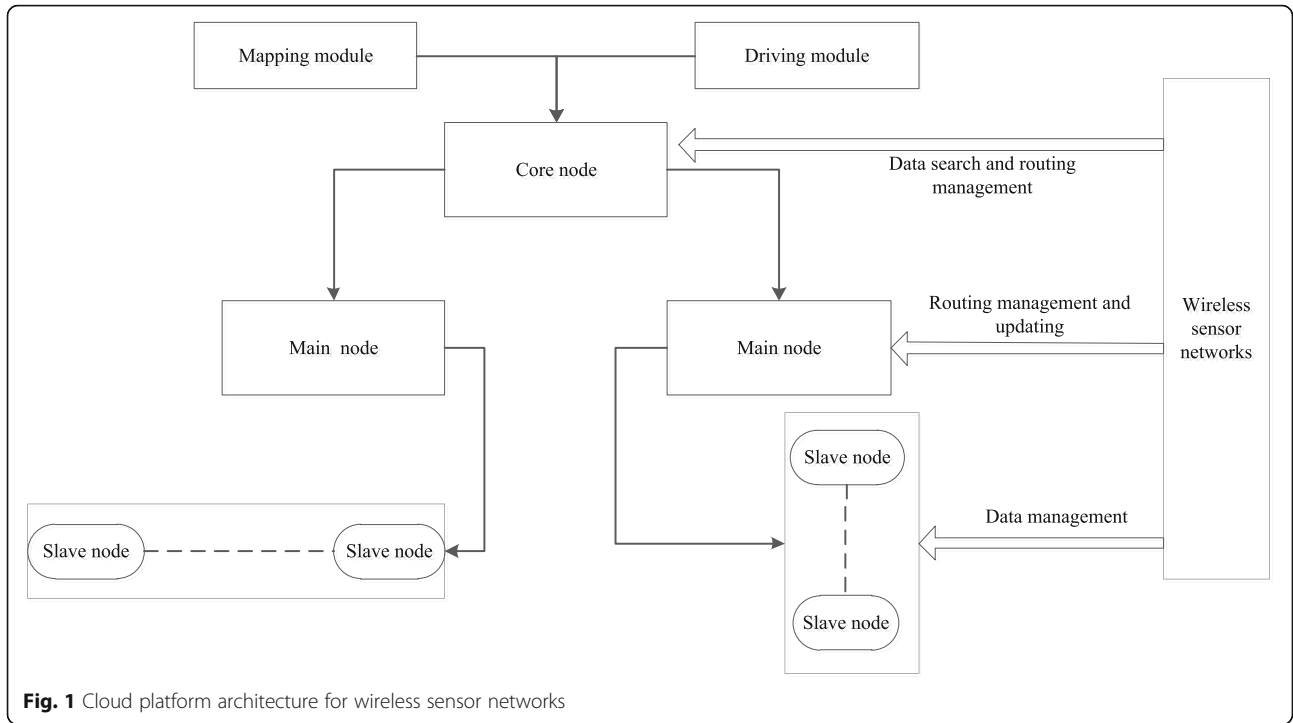 Mapping module
Driving module
Core node
Data search and routing
management
Main node
Main node
Routing management and
updating
Wireless
sensor
networks
Slave node
Slave node
Slave node
Slave node
Data management
Fig. 1 Cloud platform architecture for wireless sensor networks